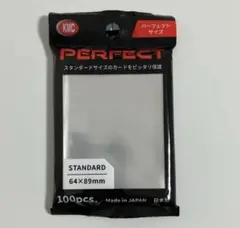 KMC
パーフェクト
サイズ
PERFECT
スタンダードサイズのカードをピッタリ保護
STANDARD
64×89mm
100pcs.
Made in JAPAN
日本製